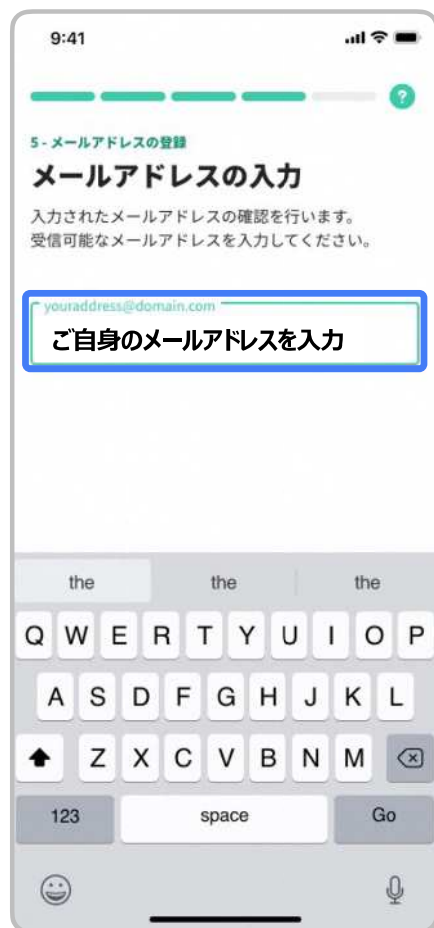 9:41
?
5 - メールアドレスの登録
メールアドレスの入力
入力されたメールアドレスの確認を行います。
受信可能なメールアドレスを入力してください。
youraddress@domain.com
ご自身のメールアドレスを入力
the the the
Q W E R T Y U I O P
A S D F G H J K L
Z X C V B N M
123 space Go